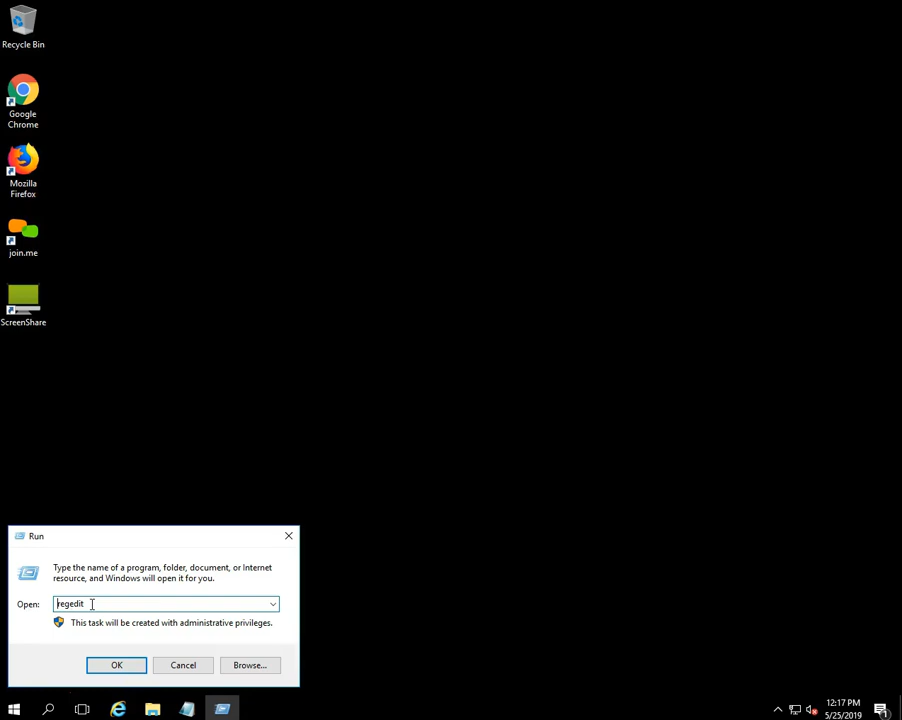 Recycle Bin
Google
Chrome
Mozilla
Firefox
join.me
ScreenShare
Run
Type the name of a program, folder, document, or Internet
resource, and Windows will open it for you.
Open: regedit
This task will be created with administrative privileges.
OK Cancel Browse...
12:17 PM
5/25/2019
1